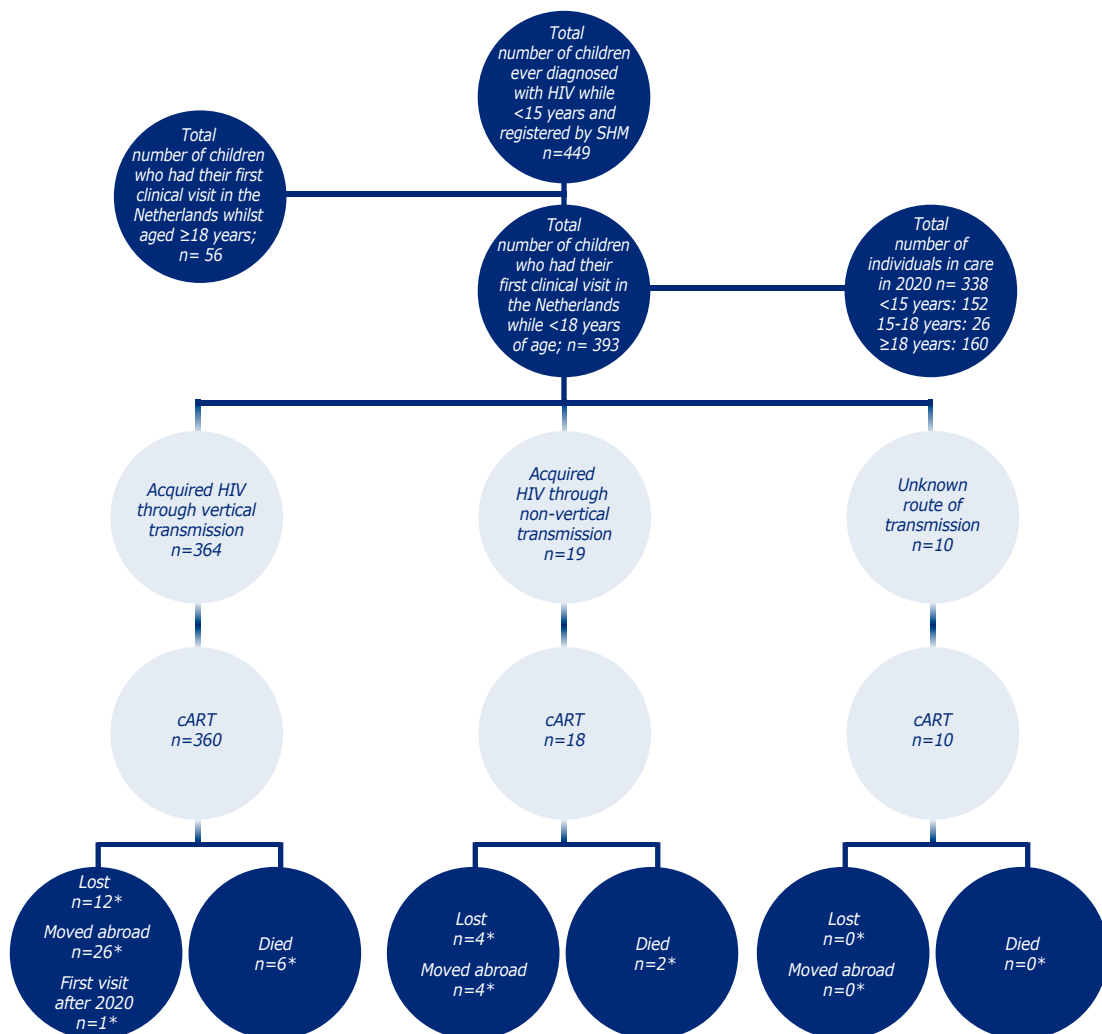 Total
number of children
ever diagnosed
with HIV while
<15 years and
registered by SHM
n=449
Total
number of children
who had their first
clinical visit in the
Netherlands whilst
aged ≥18 years;
n= 56
Total
number of children
who had their
first clinical visit in
the Netherlands
while <18 years
of age; n= 393
Total
number of
individuals in care
in 2020 n= 338
<15 years: 152
15-18 years: 26
≥18 years: 160
Acquired HIV
through vertical
transmission
n=364
Acquired
HIV through
non-vertical
transmission
n=19
Unknown
route of
transmission
n=10
cART
n=360
cART
n=18
cART
n=10
Lost
n=12*
Moved abroad
n=26*
First visit
after 2020
n=1*
Died
n=6*
Lost
n=4*
Moved abroad
n=4*
Died
n=2*
Lost
n=0*
Moved abroad
n=0*
Died
n=0*